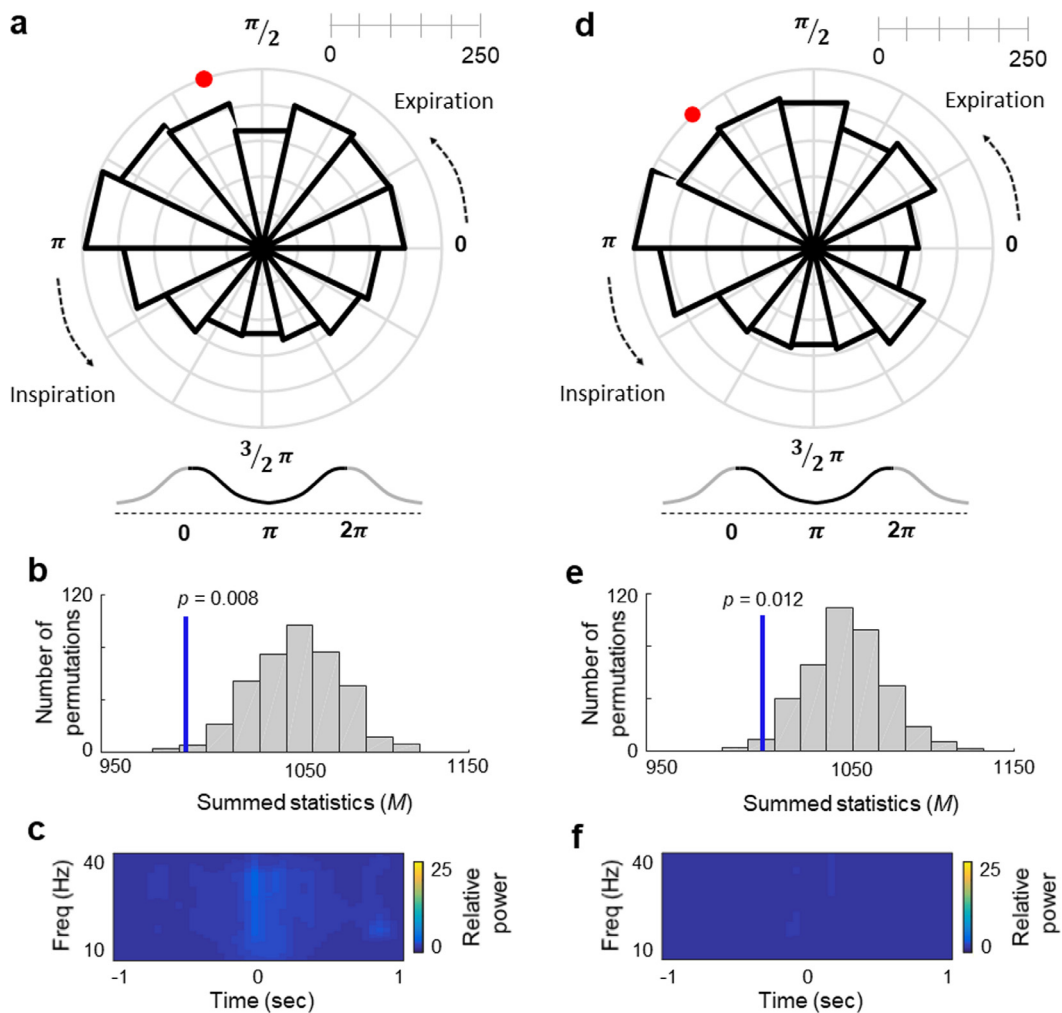 a
π/2
0 250
Expiration
π
0
Inspiration
3/2 π
0 π 2π
b
120
p = 0.008
Number of
permutations
0
950 1050 1150
Summed statistics (M)
c
40
Freq (Hz)
10
-1 0 1
Time (sec)
25
0
Relative
power
d
π/2
0 250
Expiration
π
0
Inspiration
3/2 π
0 π 2π
e
120
p = 0.012
Number of
permutations
0
950 1050 1150
Summed statistics (M)
f
40
Freq (Hz)
10
-1 0 1
Time (sec)
25
0
Relative
power